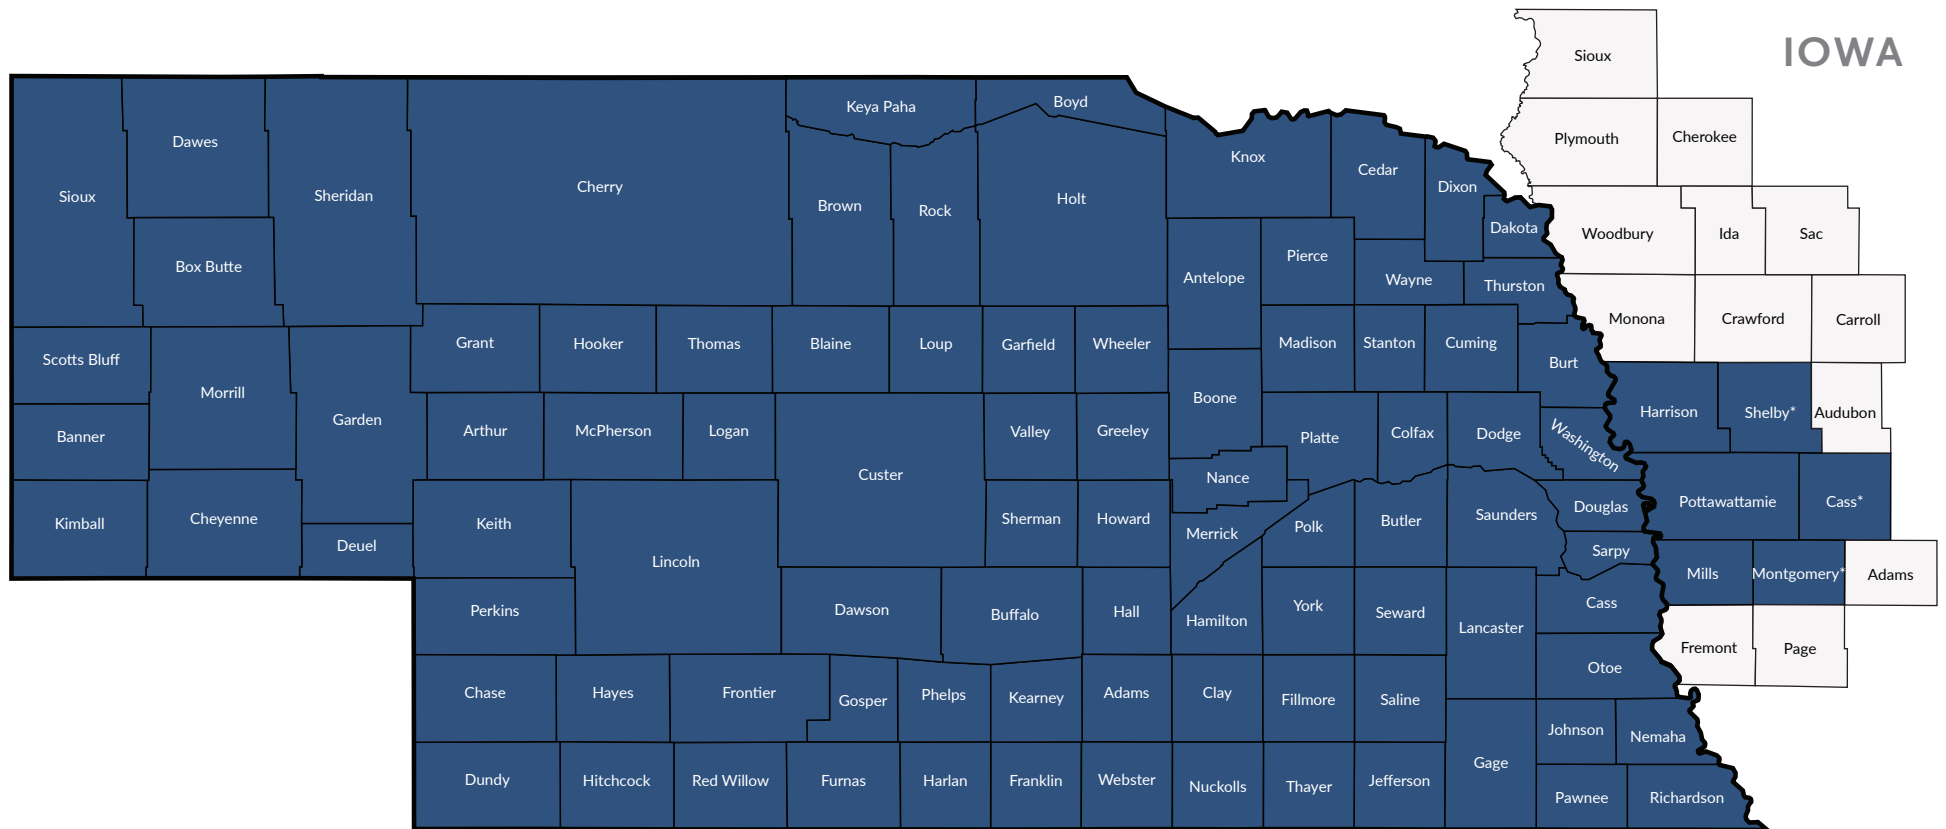 IOWA
Sioux
Plymouth
Cherokee
Woodbury
Ida
Sac
Monona
Crawford
Carroll
Harrison
Shelby*
Audubon
Pottawattamie
Cass*
Mills
Montgomery*
Adams
Fremont
Page
Sioux
Dawes
Box Butte
Sheridan
Cherry
Keya Paha
Boyd
Brown
Rock
Holt
Knox
Cedar
Dixon
Dakota
Antelope
Pierce
Wayne
Thurston
Scotts Bluff
Banner
Morrill
Garden
Grant
Hooker
Thomas
Blaine
Loup
Garfield
Wheeler
Boone
Madison
Stanton
Cuming
Burt
Arthur
McPherson
Logan
Custer
Valley
Greeley
Nance
Platte
Colfax
Dodge
Washington
Kimball
Cheyenne
Deuel
Keith
Lincoln
Sherman
Howard
Merrick
Polk
Butler
Saunders
Douglas
Sarpy
Perkins
Dawson
Buffalo
Hall
Hamilton
York
Seward
Lancaster
Cass
Otoe
Chase
Hayes
Frontier
Gosper
Phelps
Kearney
Adams
Clay
Fillmore
Saline
Gage
Johnson
Nemaha
Dundy
Hitchcock
Red Willow
Furnas
Harlan
Franklin
Webster
Nuckolls
Thayer
Jefferson
Pawnee
Richardson